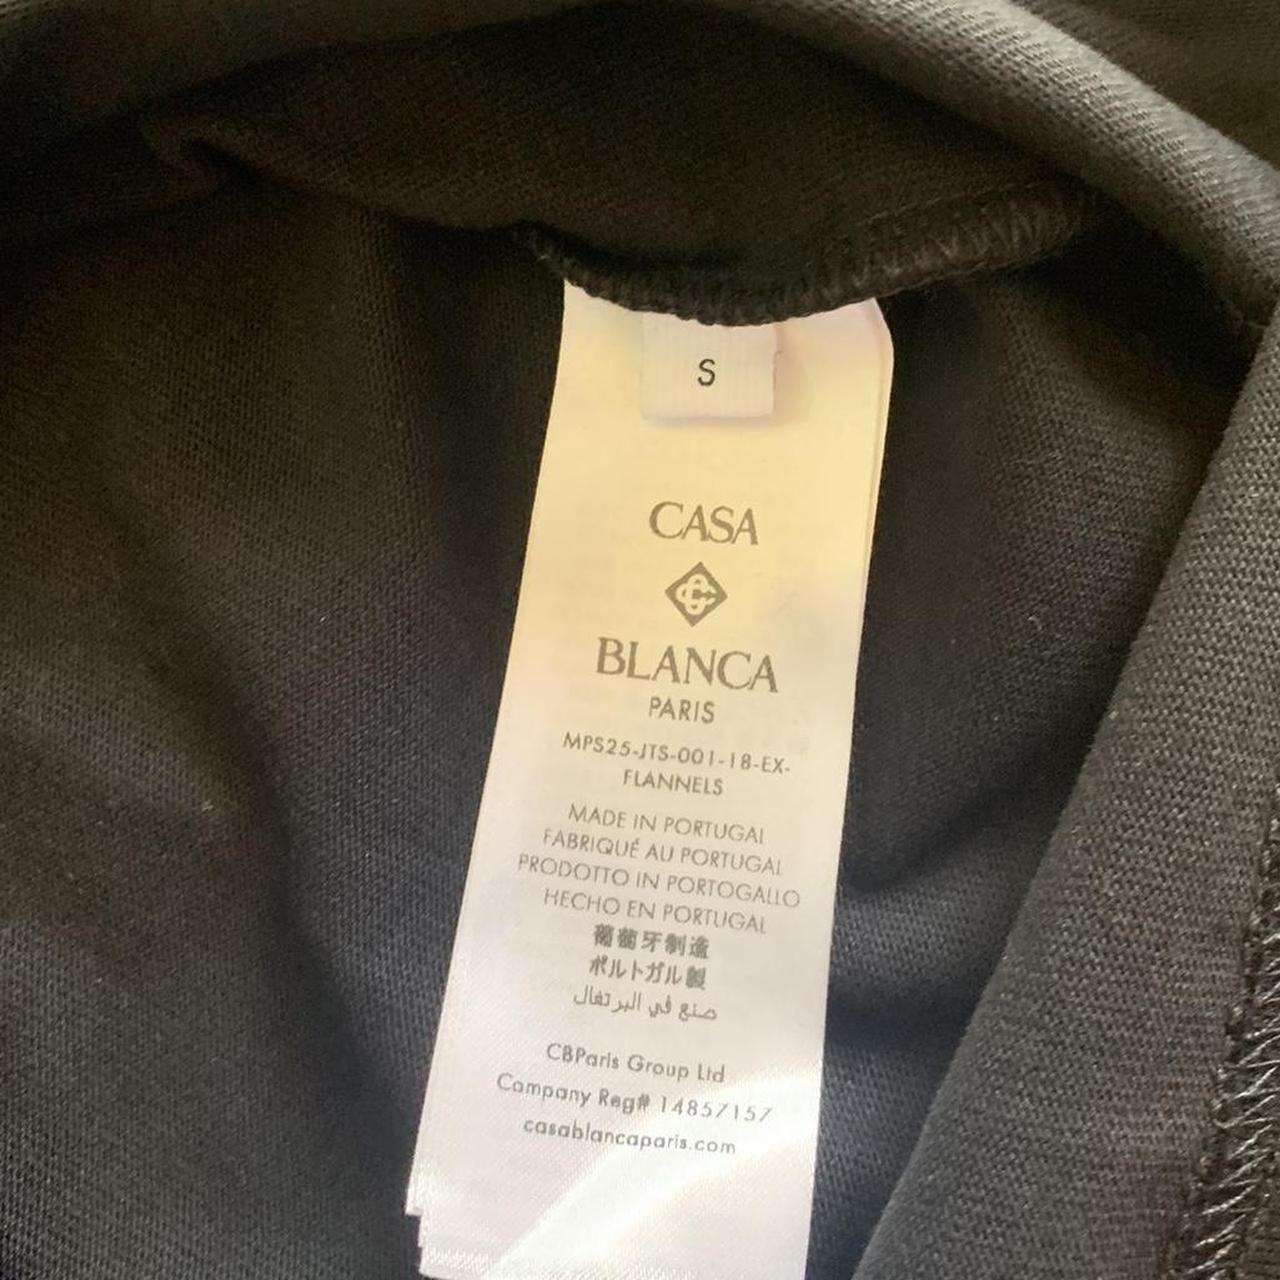 S
CASA
BLANCA
PARIS
MPS25-JTS-001-18-EX-
FLANNELS
MADE IN PORTUGAL
FABRIQUÉ AU PORTUGAL
PRODOTTO IN PORTOGALLO
HECHO EN PORTUGAL
葡萄牙制造
ポルトガル製
صنع في البرتغال
CBParis Group Ltd
Company Reg# 14857157
casablancaparis.com